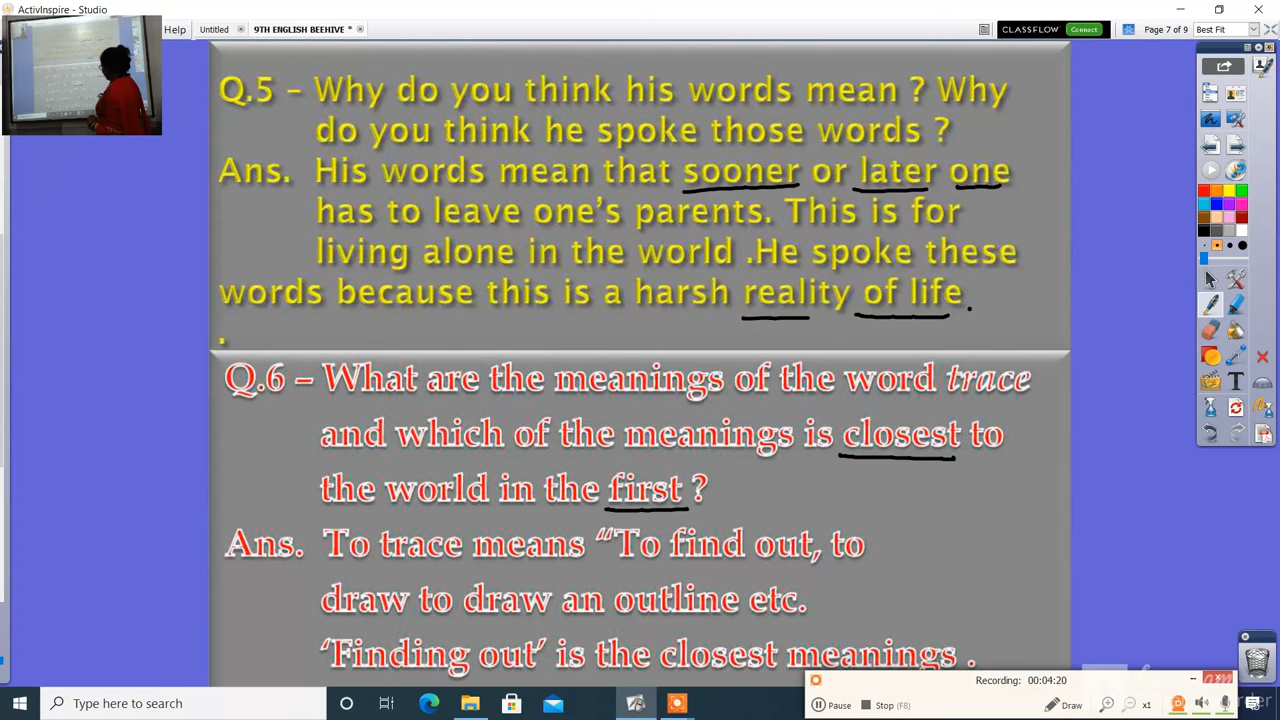 ActivInspire - Studio
Help
Untitled
9TH ENGLISH BEEHIVE *
CLASSFLOW Connect
Page 7 of 9
Best Fit
Q.5 – Why do you think his words mean ? Why
do you think he spoke those words ?
Ans. His words mean that sooner or later one
has to leave one's parents. This is for
living alone in the world .He spoke these
words because this is a harsh reality of life
.
Q.6 – What are the meanings of the word trace
and which of the meanings is closest to
the world in the first ?
Ans. To trace means “To find out, to
draw to draw an outline etc.
‘Finding out’ is the closest meanings .
Recording: 00:04:20
Pause
Stop (F8)
Draw
x1
Type here to search